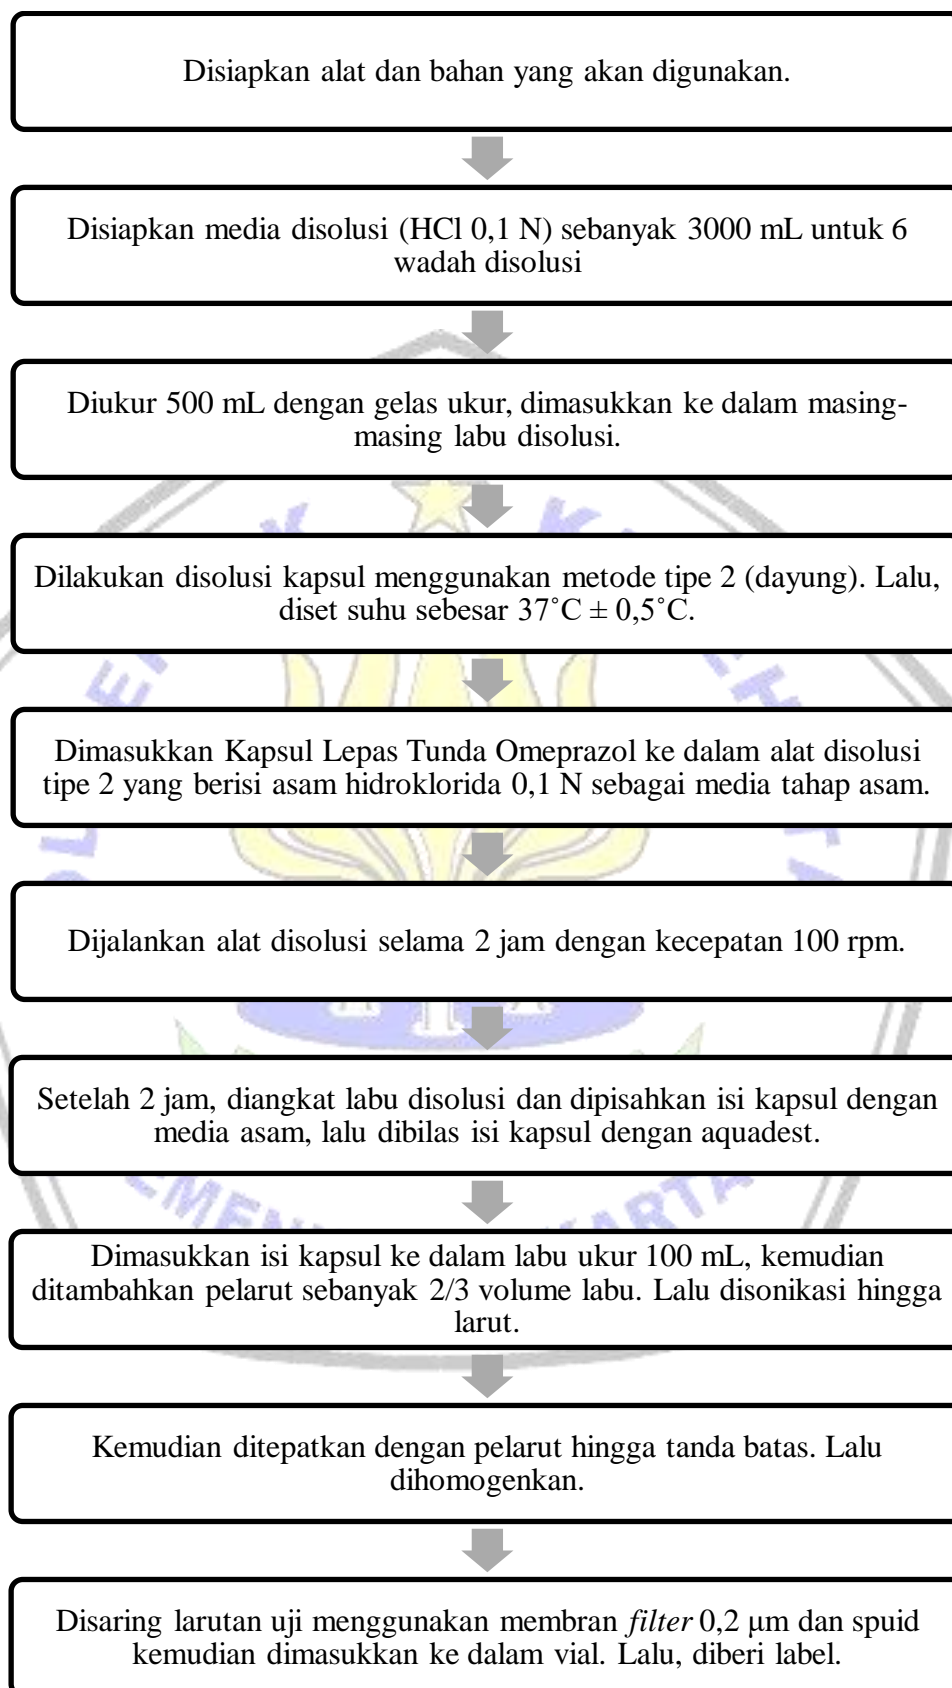 Disiapkan alat dan bahan yang akan digunakan.
Disiapkan media disolusi (HCl 0,1 N) sebanyak 3000 mL untuk 6
wadah disolusi
Diukur 500 mL dengan gelas ukur, dimasukkan ke dalam masing-
masing labu disolusi.
Dilakukan disolusi kapsul menggunakan metode tipe 2 (dayung). Lalu,
diset suhu sebesar 37˚C ± 0,5˚C.
Dimasukkan Kapsul Lepas Tunda Omeprazol ke dalam alat disolusi
tipe 2 yang berisi asam hidroklorida 0,1 N sebagai media tahap asam.
Dijalankan alat disolusi selama 2 jam dengan kecepatan 100 rpm.
Setelah 2 jam, diangkat labu disolusi dan dipisahkan isi kapsul dengan
media asam, lalu dibilas isi kapsul dengan aquadest.
Dimasukkan isi kapsul ke dalam labu ukur 100 mL, kemudian
ditambahkan pelarut sebanyak 2/3 volume labu. Lalu disonikasi hingga
larut.
Kemudian ditepatkan dengan pelarut hingga tanda batas. Lalu
dihomogenkan.
Disaring larutan uji menggunakan membran filter 0,2 μm dan spuid
kemudian dimasukkan ke dalam vial. Lalu, diberi label.